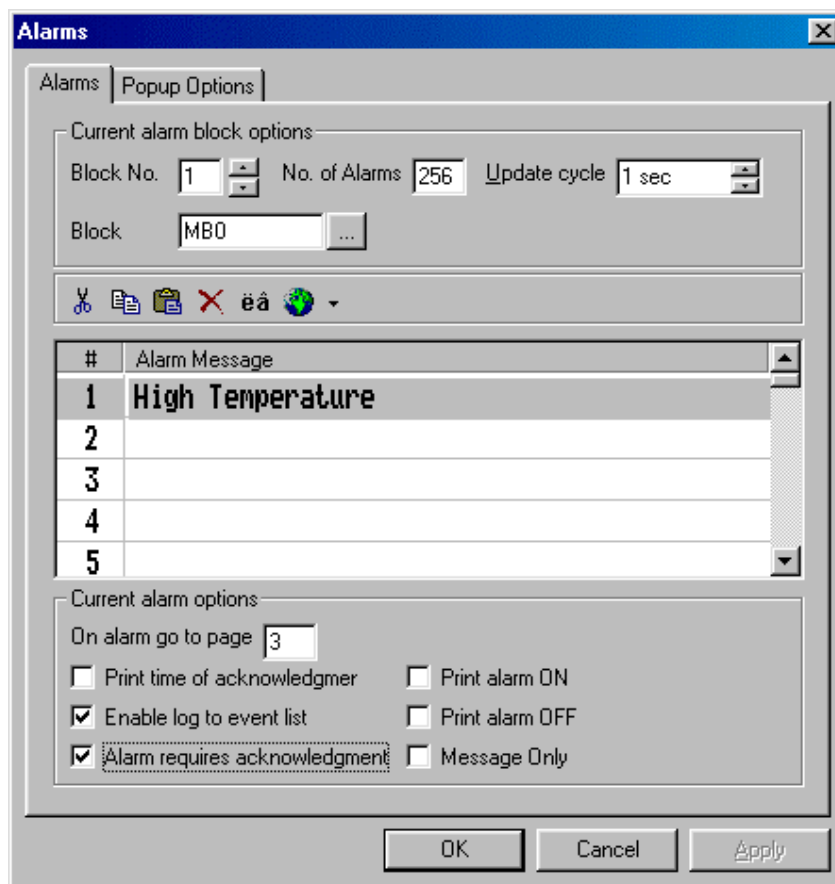 Alarms
Alarms Popup Options
Current alarm block options
Block No. 1 No. of Alarms 256 Update cycle 1 sec
Block MB0 ...
ëâ
# Alarm Message
1 High Temperature
2
3
4
5
Current alarm options
On alarm go to page 3
Print time of acknowledgmer Print alarm ON
Enable log to event list Print alarm OFF
Alarm requires acknowledgment Message Only
OK Cancel Apply